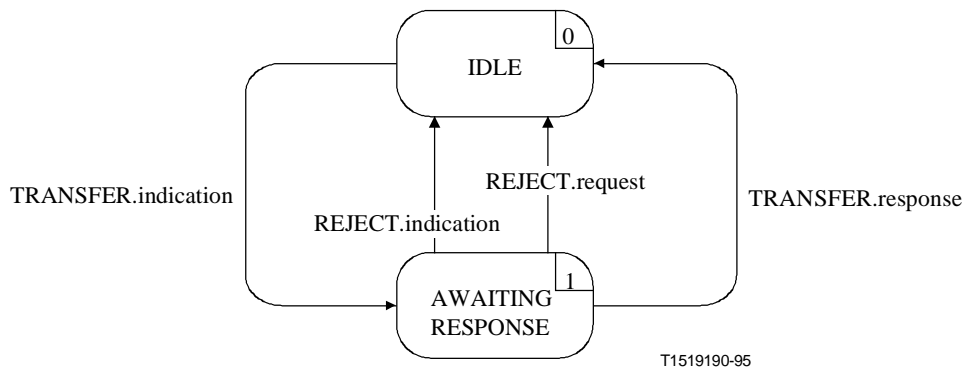 0
IDLE
TRANSFER.indication
REJECT.request
TRANSFER.response
REJECT.indication
1
AWAITING
RESPONSE
T1519190-95